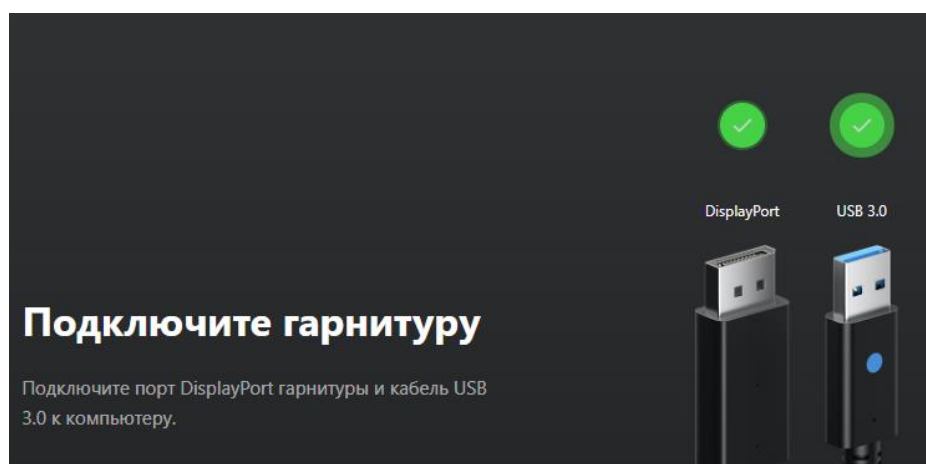 DisplayPort
USB 3.0
Подключите гарнитуру
Подключите порт DisplayPort гарнитуры и кабель USB
3.0 к компьютеру.